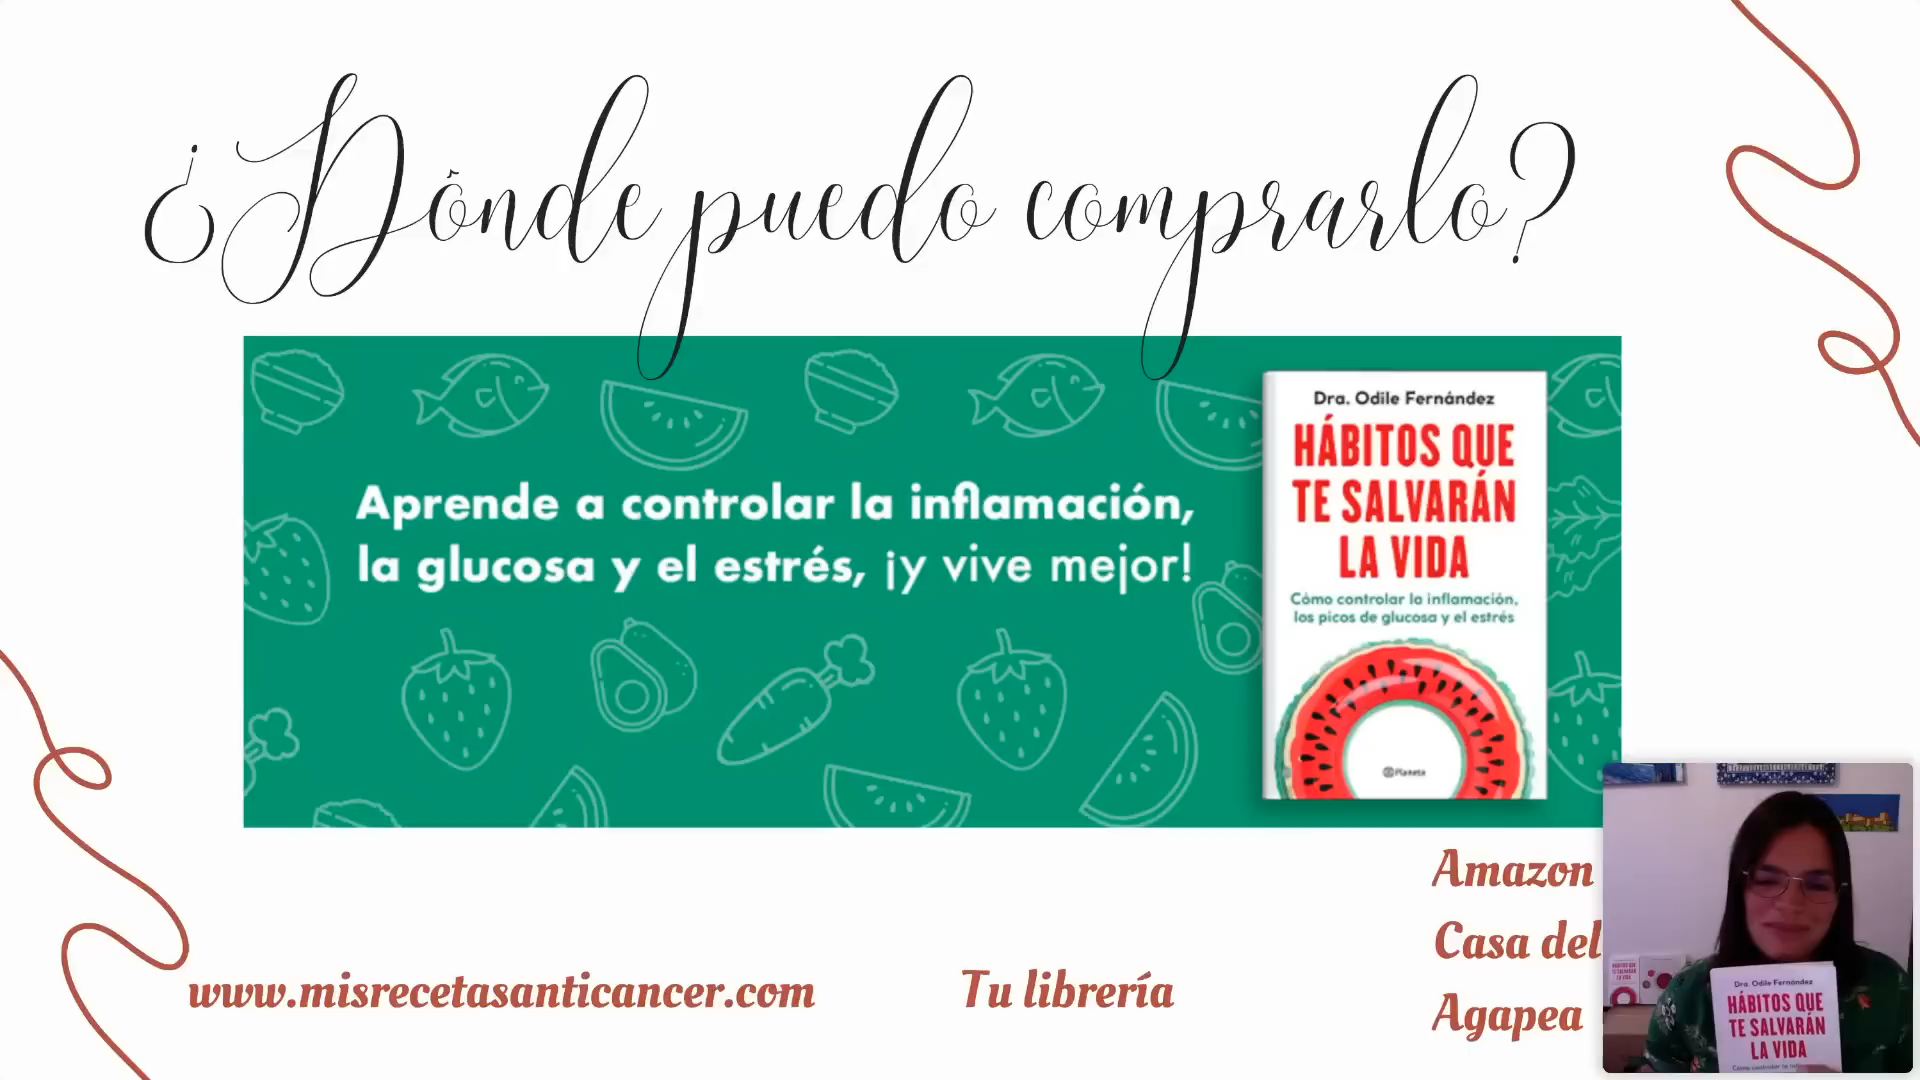 ¿Dónde puedo comprarlo?
Aprende a controlar la inflamación,
la glucosa y el estrés, ¡y vive mejor!
Dra. Odile Fernández
HÁBITOS QUE
TE SALVARÁN
LA VIDA
Cómo controlar la inflamación,
los picos de glucosa y el estrés
Planeta
www.misrecetasanticancer.com
Tu librería
Amazon
Casa del
Agapea
Dra. Odile Fernández
HÁBITOS QUE
TE SALVARÁN
LA VIDA